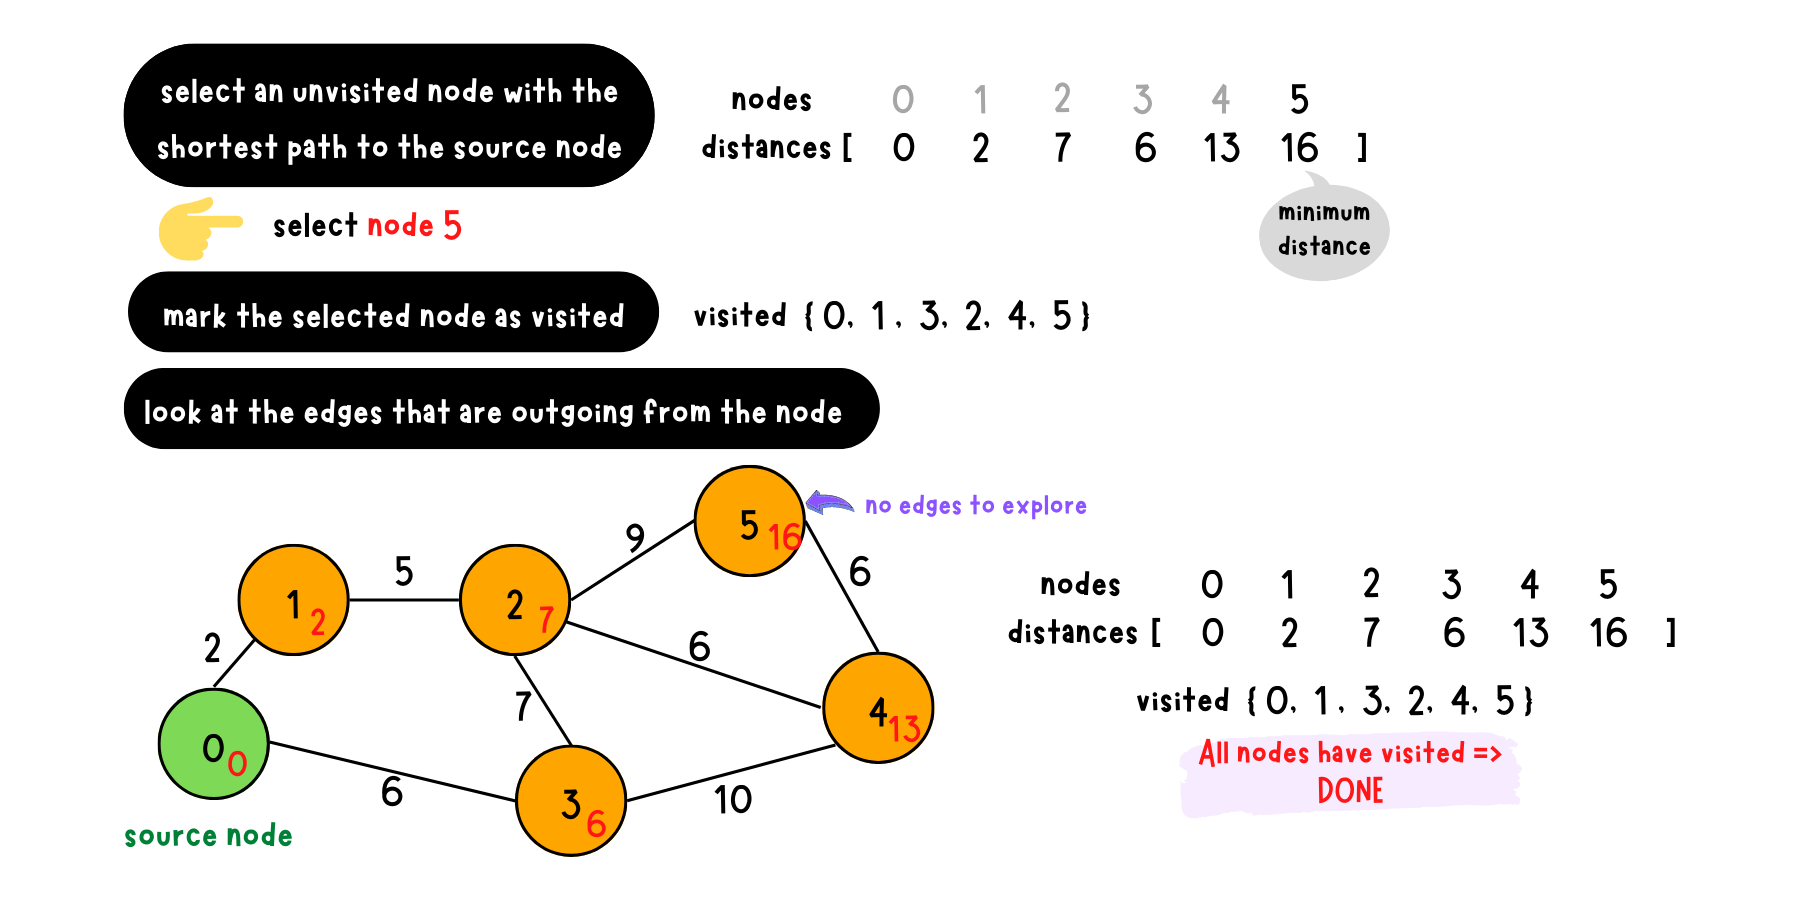 select an unvisited node with the
shortest path to the source node
nodes 0 1 2 3 4 5
distances [ 0 2 7 6 13 16 ]
minimum
distance
select node 5
mark the selected node as visited
visited { 0, 1, 3, 2, 4, 5 }
look at the edges that are outgoing from the node
5 16
no edges to explore
9
6
5
1 2
2 7
2
6
7
4 13
0 0
6
3 6
10
source node
nodes 0 1 2 3 4 5
distances [ 0 2 7 6 13 16 ]
visited { 0, 1, 3, 2, 4, 5 }
All nodes have visited =>
DONE